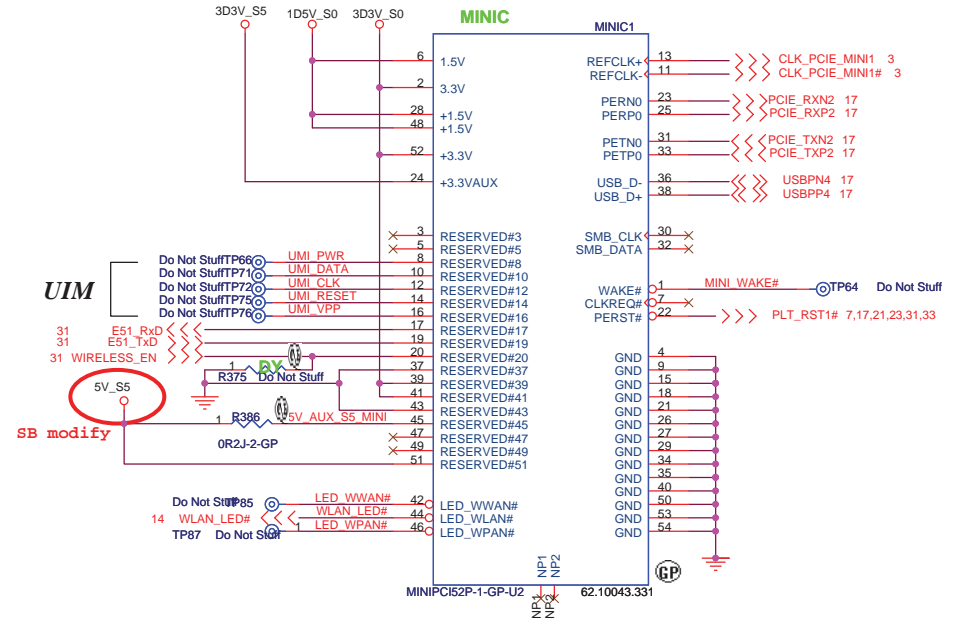 3D3V_S5 1D5V_S0 3D3V_S0
MINIC
MINIC1
6 1.5V REFCLK+ 13 CLK_PCIE_MINI1 3
REFCLK- 11 CLK_PCIE_MINI1# 3
2 3.3V
PERN0 23 PCIE_RXN2 17
28 +1.5V PERP0 25 PCIE_RXP2 17
48 +1.5V
PETN0 31 PCIE_TXN2 17
52 +3.3V PETP0 33 PCIE_TXP2 17
24 +3.3VAUX USB_D- 36 USBPN4 17
USB_D+ 38 USBPP4 17
3 RESERVED#3 SMB_CLK 30
5 RESERVED#5 SMB_DATA 32
Do Not StuffTP66 UMI_PWR 8 RESERVED#8
Do Not StuffTP71 UMI_DATA 10 RESERVED#10
UIM
Do Not StuffTP72 UMI_CLK 12 RESERVED#12 WAKE# 1 MINI_WAKE# TP64 Do Not Stuff
Do Not StuffTP75 UMI_RESET 14 RESERVED#14 CLKREQ# 7
Do Not StuffTP76 UMI_VPP 16 RESERVED#16 PERST# 22 PLT_RST1# 7,17,21,23,31,33
31 E51_RxD 17 RESERVED#17
31 E51_TxD 19 RESERVED#19
31 WIRELESS_EN 20 RESERVED#20 GND 4
1 DY 37 RESERVED#37 GND 9
R375 Do Not Stuff 39 RESERVED#39 GND 15
5V_S5 41 RESERVED#41 GND 18
43 RESERVED#43 GND 21
1 R386 5V_AUX_S5_MINI 45 RESERVED#45 GND 26
SB modify 47 RESERVED#47 GND 27
0R2J-2-GP 49 RESERVED#49 GND 29
51 RESERVED#51 GND 34
GND 35
GND 40
Do Not Stuff TP85 LED_WWAN# 42 LED_WWAN# GND 50
14 WLAN_LED# WLAN_LED# 44 LED_WLAN# GND 53
TP87 Do Not Stuff 1 LED_WPAN# 46 LED_WPAN# GND 54
NP1 NP2
GP
MINIPCI52P-1-GP-U2 62.10043.331
NP1 NP2